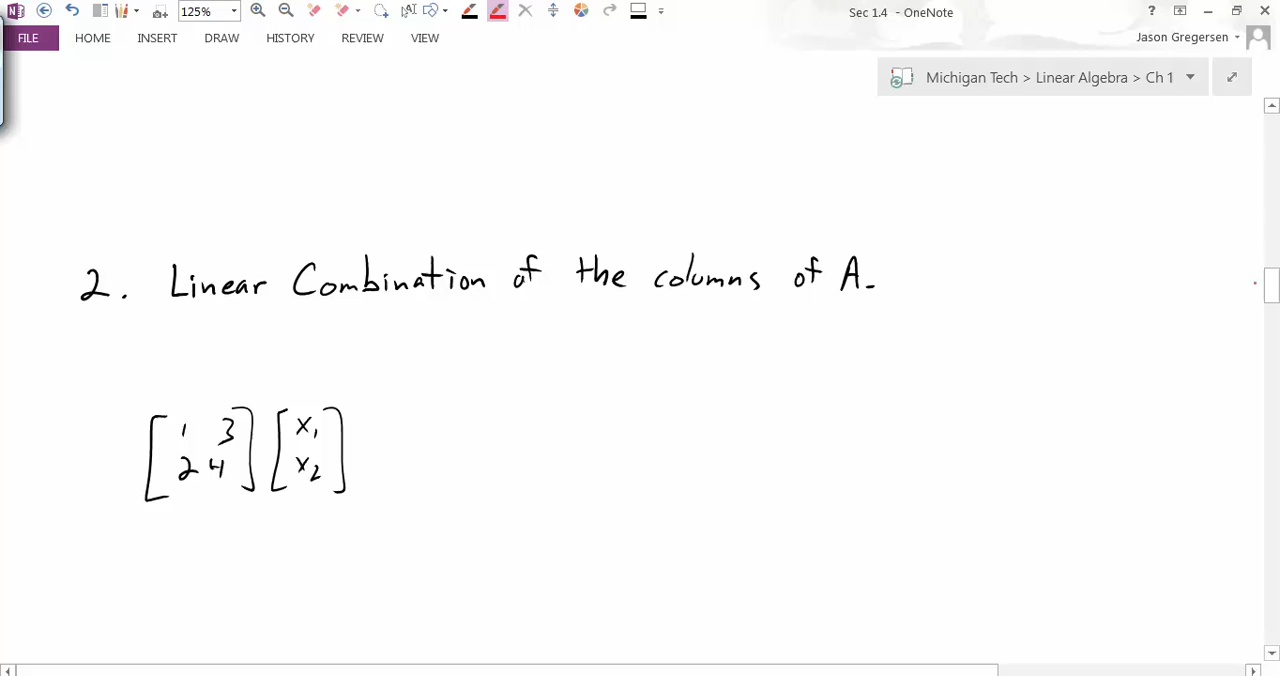 125%
Sec 1.4 - OneNote
?
FILE HOME INSERT DRAW HISTORY REVIEW VIEW
Jason Gregersen
Michigan Tech > Linear Algebra > Ch 1
2. Linear Combination of the columns of A.
[1 3] [x₁]
[2 4] [x₂]